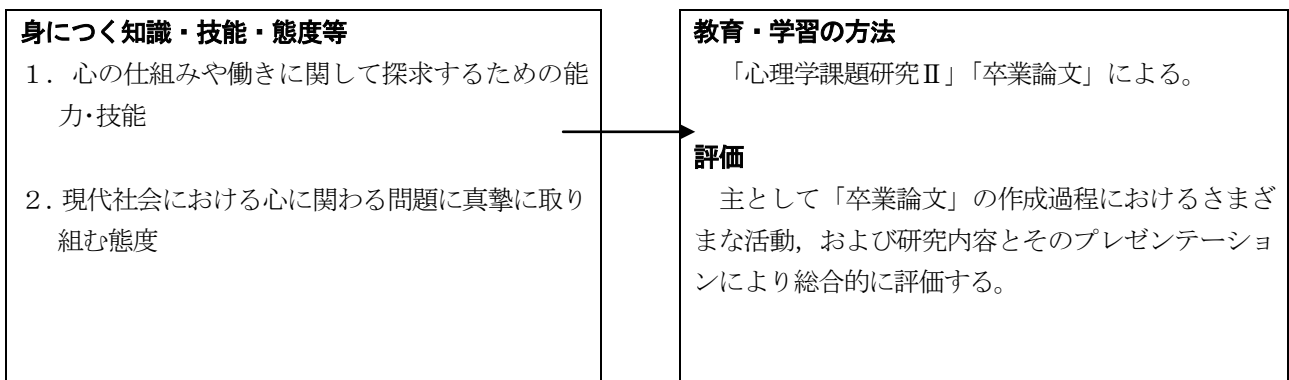 身につく知識・技能・態度等
１．心の仕組みや働きに関して探求するための能
力・技能
２．現代社会における心に関わる問題に真摯に取り
組む態度
教育・学習の方法
「心理学課題研究Ⅱ」「卒業論文」による。
評価
主として「卒業論文」の作成過程におけるさまざ
まな活動，および研究内容とそのプレゼンテーショ
ンにより総合的に評価する。